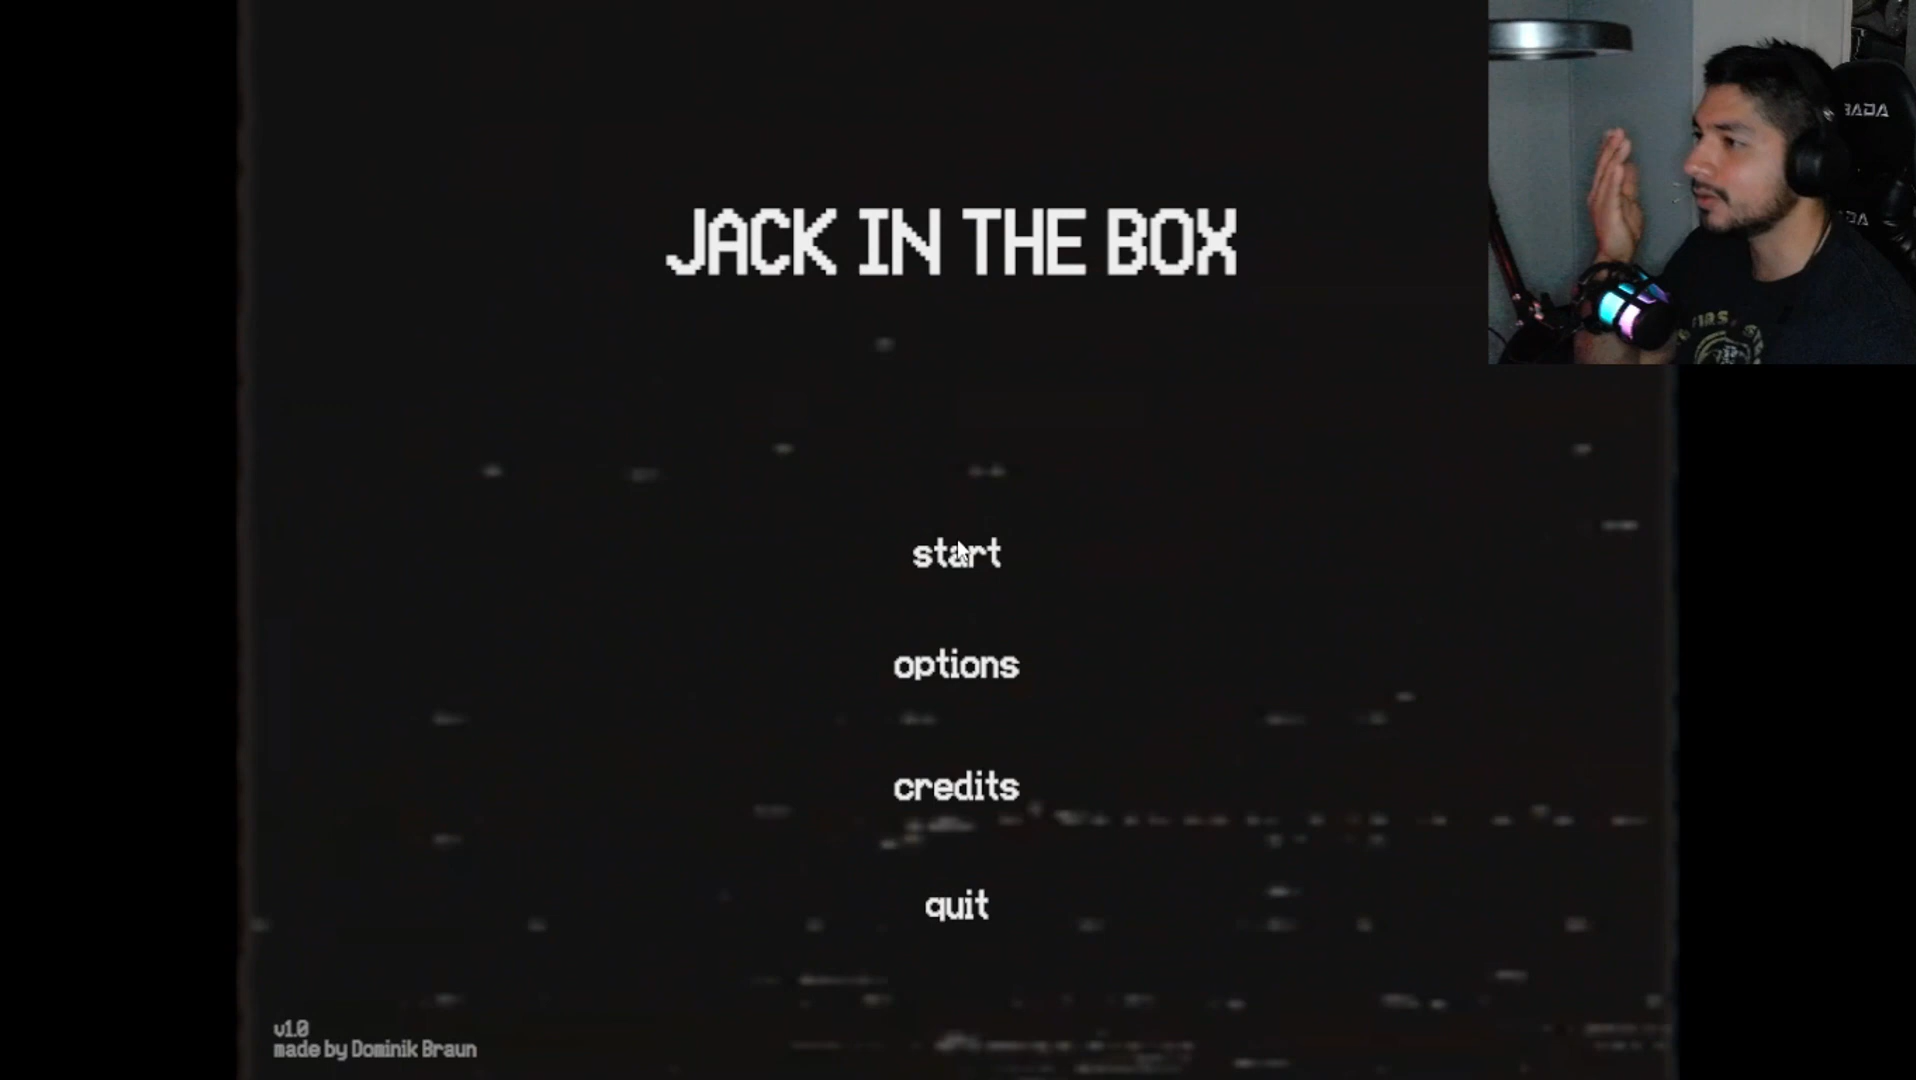 JACK IN THE BOX
start
options
credits
quit
v1.0
made by Dominik Braun